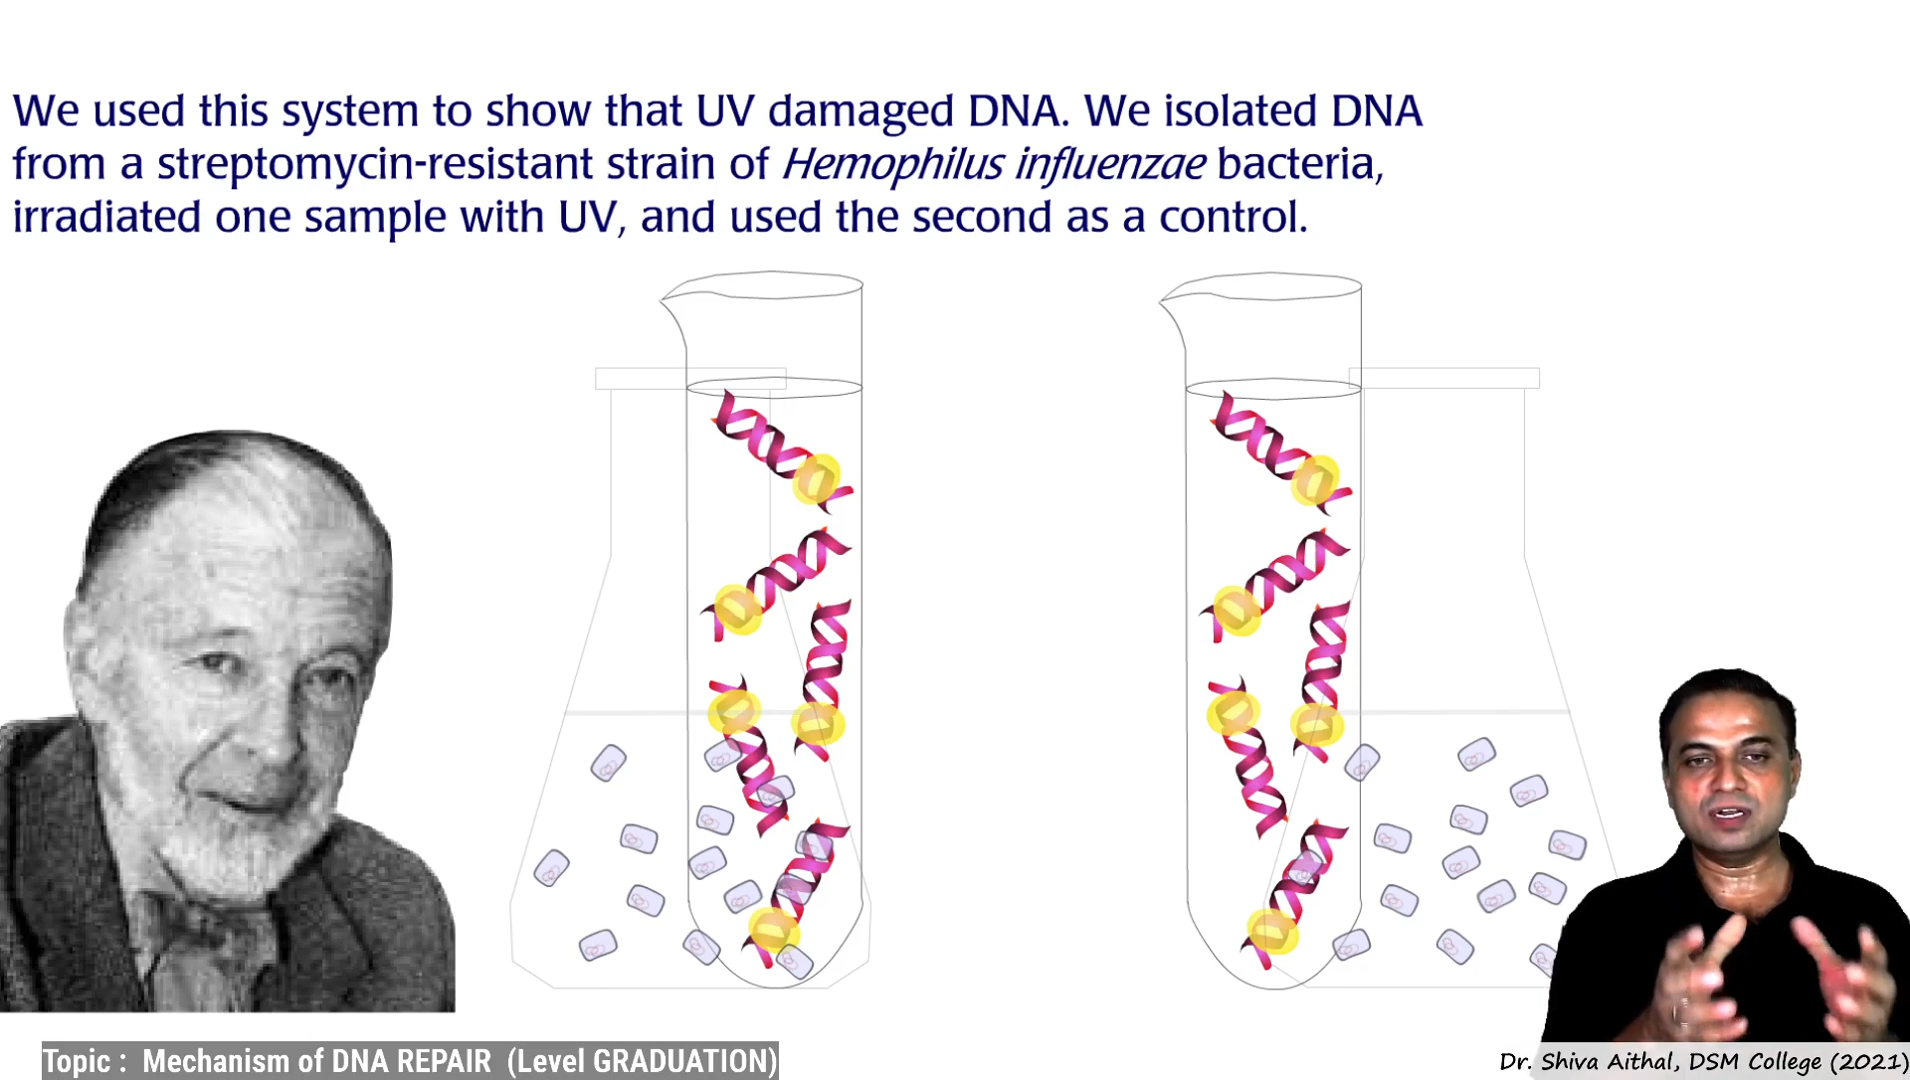 We used this system to show that UV damaged DNA. We isolated DNA
from a streptomycin-resistant strain of Hemophilus influenzae bacteria,
irradiated one sample with UV, and used the second as a control.
Topic : Mechanism of DNA REPAIR (Level GRADUATION)
Dr. Shiva Aithal, DSM College (2021)